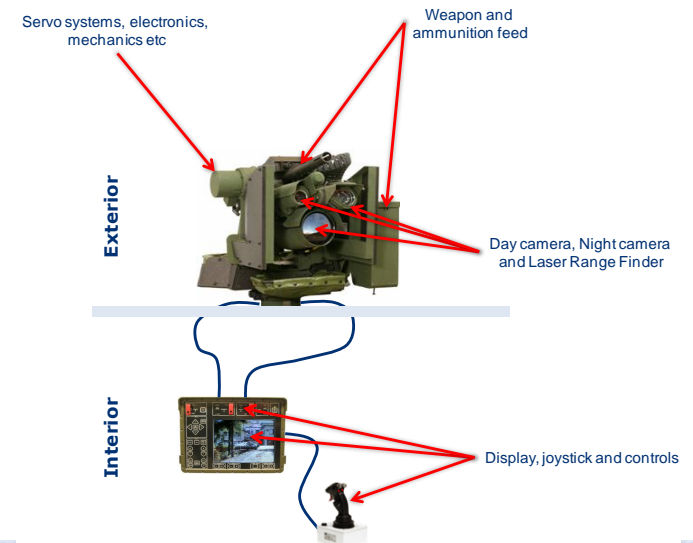 Servo systems, electronics,
mechanics etc
Weapon and
ammunition feed
Exterior
Day camera, Night camera
and Laser Range Finder
Interior
Display, joystick and controls